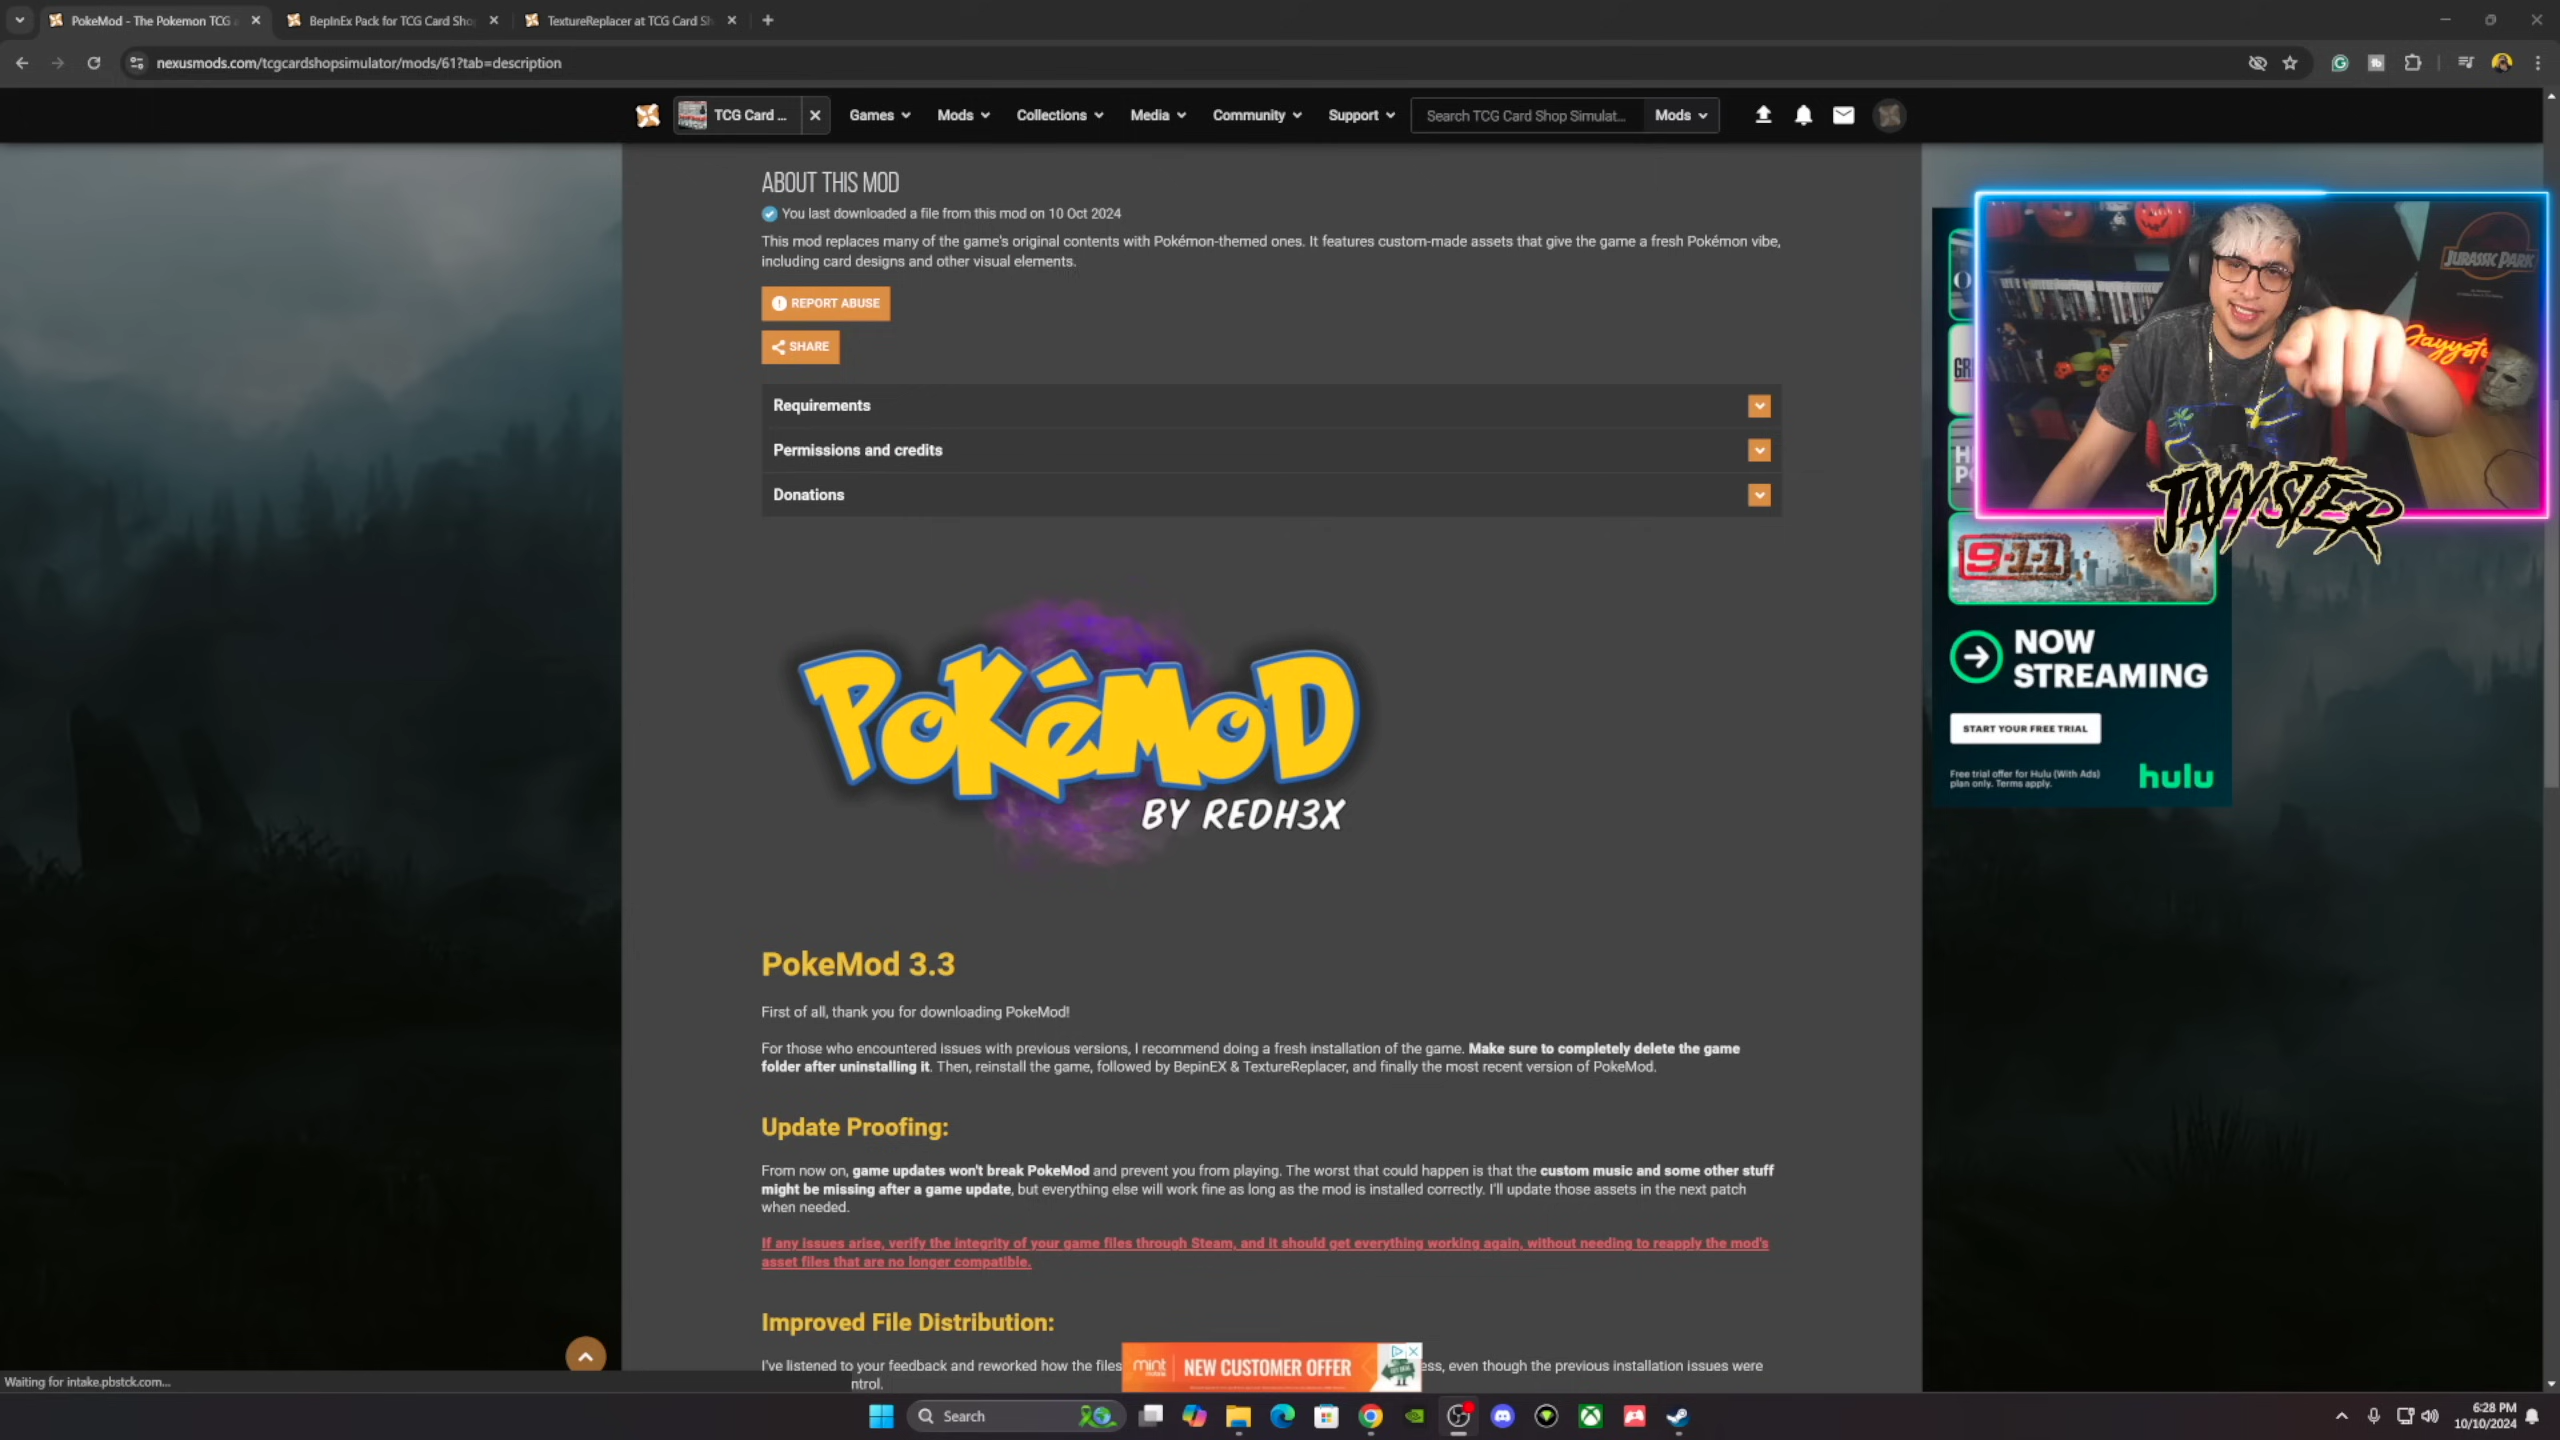 PokeMod - The Pokemon TCG
BepInEx Pack for TCG Card Sho
TextureReplacer at TCG Card Sh
nexusmods.com/tcgcardshopsimulator/mods/61?tab=description
TCG Card ...
Games
Mods
Collections
Media
Community
Support
Search TCG Card Shop Simulat...
Mods
ABOUT THIS MOD
You last downloaded a file from this mod on 10 Oct 2024
This mod replaces many of the game's original contents with Pokémon-themed ones. It features custom-made assets that give the game a fresh Pokémon vibe,
including card designs and other visual elements.
REPORT ABUSE
SHARE
Requirements
Permissions and credits
Donations
JURASSIC PARK
Jayyste
JAYYSTER
9-1-1
NOW
STREAMING
START YOUR FREE TRIAL
Free trial offer for Hulu (With Ads)
plan only. Terms apply.
hulu
PoKéMoD
BY REDH3X
PokeMod 3.3
First of all, thank you for downloading PokeMod!
For those who encountered issues with previous versions, I recommend doing a fresh installation of the game. Make sure to completely delete the game
folder after uninstalling it. Then, reinstall the game, followed by BepinEX & TextureReplacer, and finally the most recent version of PokeMod.
Update Proofing:
From now on, game updates won't break PokeMod and prevent you from playing. The worst that could happen is that the custom music and some other stuff
might be missing after a game update, but everything else will work fine as long as the mod is installed correctly. I'll update those assets in the next patch
when needed.
If any issues arise, verify the integrity of your game files through Steam, and it should get everything working again, without needing to reapply the mod's
asset files that are no longer compatible.
Improved File Distribution:
I've listened to your feedback and reworked how the files
ess, even though the previous installation issues were
ntrol.
mint
NEW CUSTOMER OFFER
Waiting for intake.pbstck.com...
Search
6:28 PM
10/10/2024